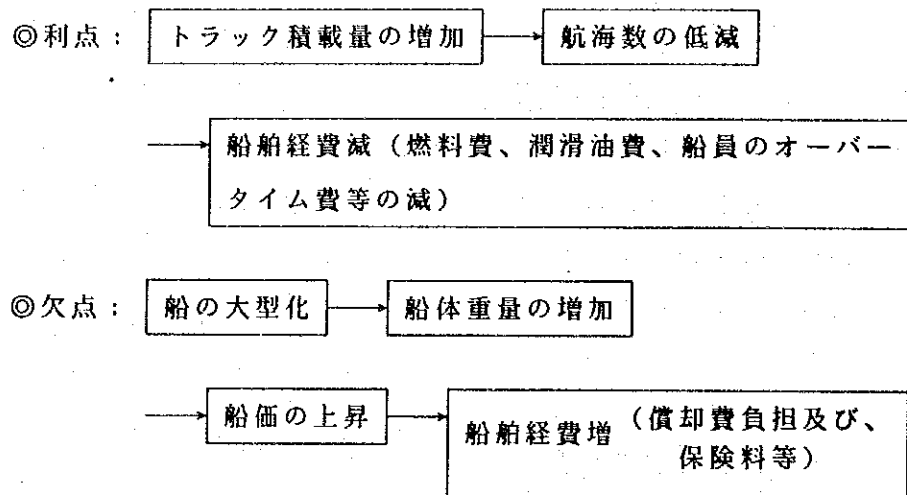 ◎利点： トラック積載量の増加 → 航海数の低減
→ 船舶経費減（燃料費、潤滑油費、船員のオーバー
タイム費等の減）
◎欠点： 船の大型化 → 船体重量の増加
→ 船価の上昇 → 船舶経費増（償却費負担及び、
保険料等）